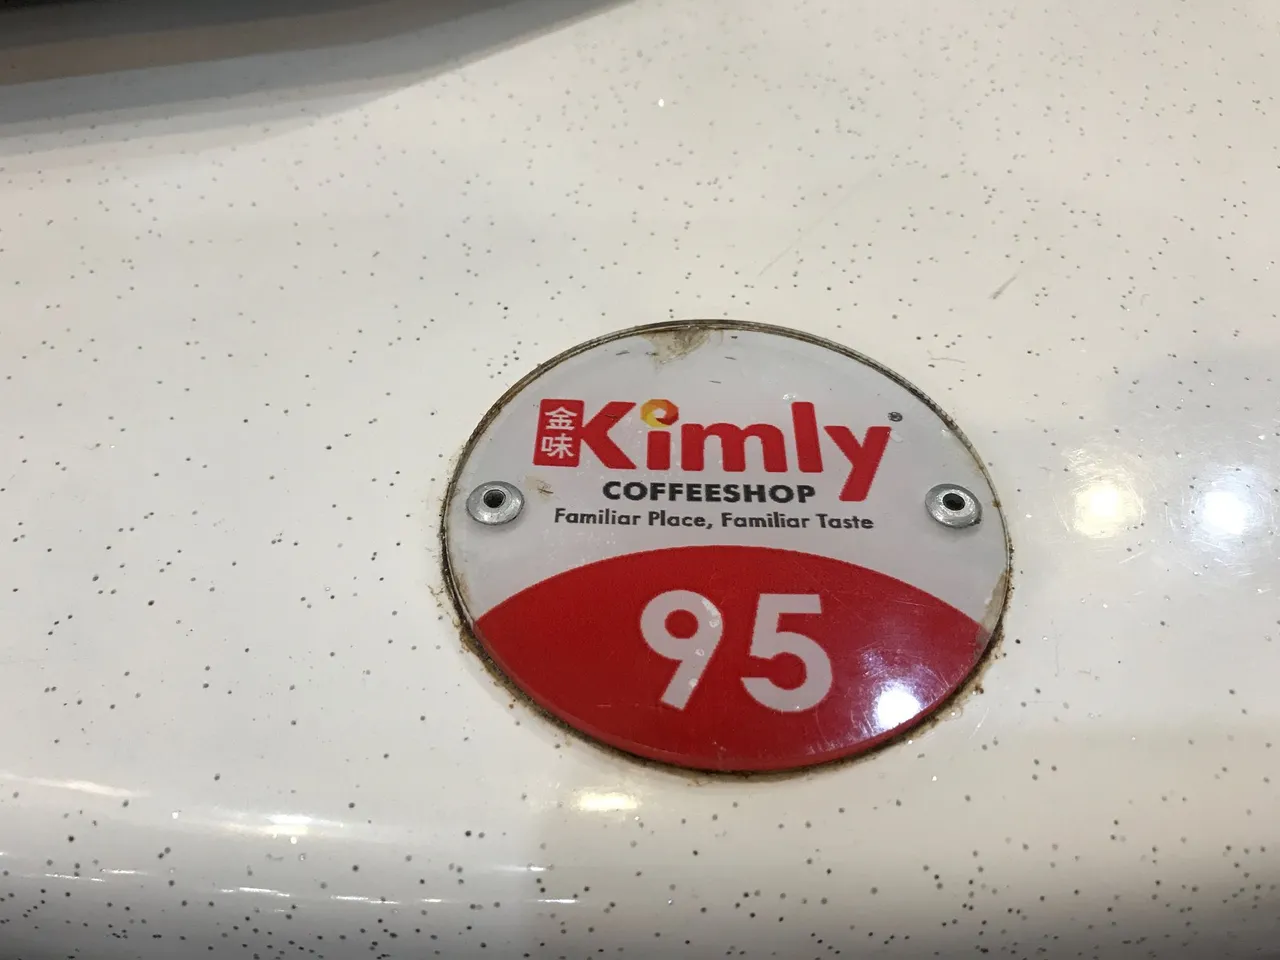 金味 Kimly®
COFFEESHOP
Familiar Place, Familiar Taste
95